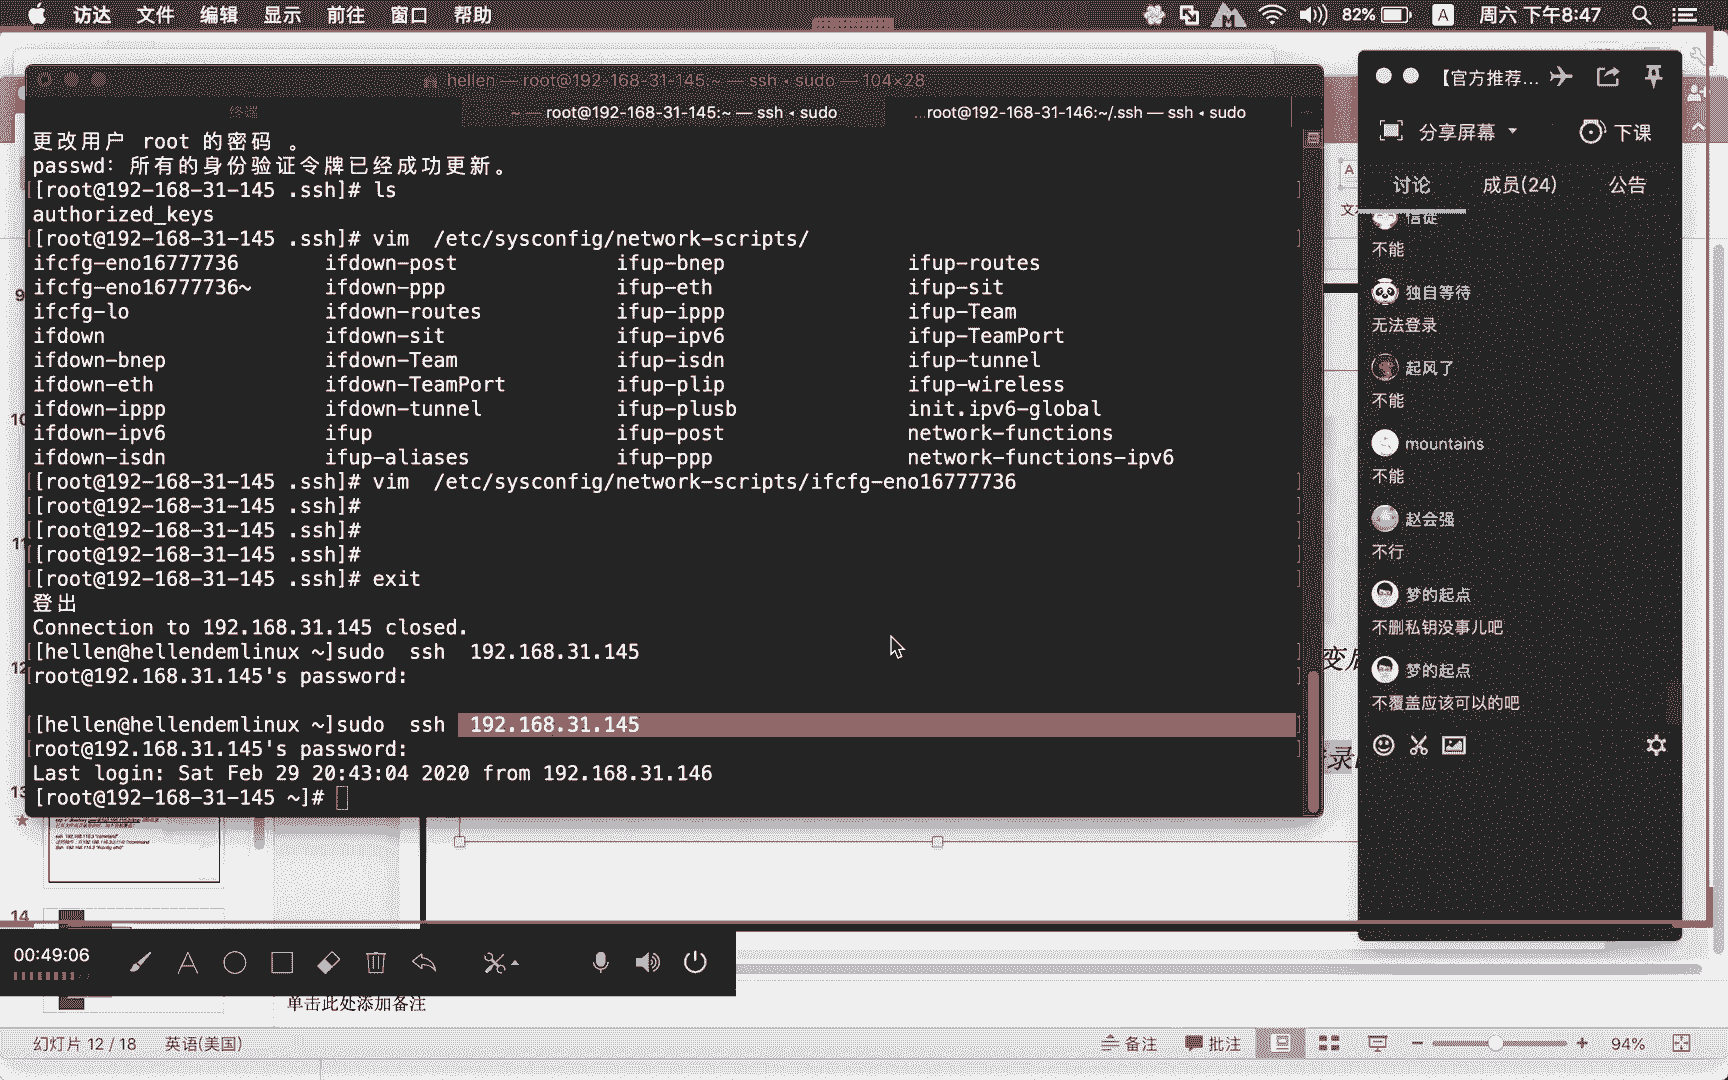 访达 文件 编辑 显示 前往 窗口 帮助 82% A 周六 下午8:47
hellen — root@192-168-31-145:~ — ssh ◂ sudo — 104×28
终端 ~ — root@192-168-31-145:~ — ssh ◂ sudo ...root@192-168-31-146:~/.ssh — ssh ◂ sudo
更改用户 root 的密码 。
passwd：所有的身份验证令牌已经成功更新。
[root@192-168-31-145 .ssh]# ls
authorized_keys
[root@192-168-31-145 .ssh]# vim  /etc/sysconfig/network-scripts/
ifcfg-eno16777736 ifdown-post ifup-bnep ifup-routes
ifcfg-eno16777736~ ifdown-ppp ifup-eth ifup-sit
ifcfg-lo ifdown-routes ifup-ippp ifup-Team
ifdown ifdown-sit ifup-ipv6 ifup-TeamPort
ifdown-bnep ifdown-Team ifup-isdn ifup-tunnel
ifdown-eth ifdown-TeamPort ifup-plip ifup-wireless
ifdown-ippp ifdown-tunnel ifup-plusb init.ipv6-global
ifdown-ipv6 ifup ifup-post network-functions
ifdown-isdn ifup-aliases ifup-ppp network-functions-ipv6
[root@192-168-31-145 .ssh]# vim  /etc/sysconfig/network-scripts/ifcfg-eno16777736
[root@192-168-31-145 .ssh]#
[root@192-168-31-145 .ssh]#
[root@192-168-31-145 .ssh]#
[root@192-168-31-145 .ssh]# exit
登出
Connection to 192.168.31.145 closed.
[hellen@hellendemlinux ~]sudo  ssh  192.168.31.145
root@192.168.31.145's password:
[hellen@hellendemlinux ~]sudo  ssh  192.168.31.145
root@192.168.31.145's password:
Last login: Sat Feb 29 20:43:04 2020 from 192.168.31.146
[root@192-168-31-145 ~]#
【官方推荐...
分享屏幕 下课
讨论 成员(24) 公告
信徒
不能
独自等待
无法登录
起风了
不能
mountains
不能
赵会强
不行
梦的起点
不删私钥没事儿吧
梦的起点
不覆盖应该可以的吧
9
10
11
12
13
14
00:49:06
单击此处添加备注
幻灯片 12 / 18 英语(美国) 备注 批注 94%